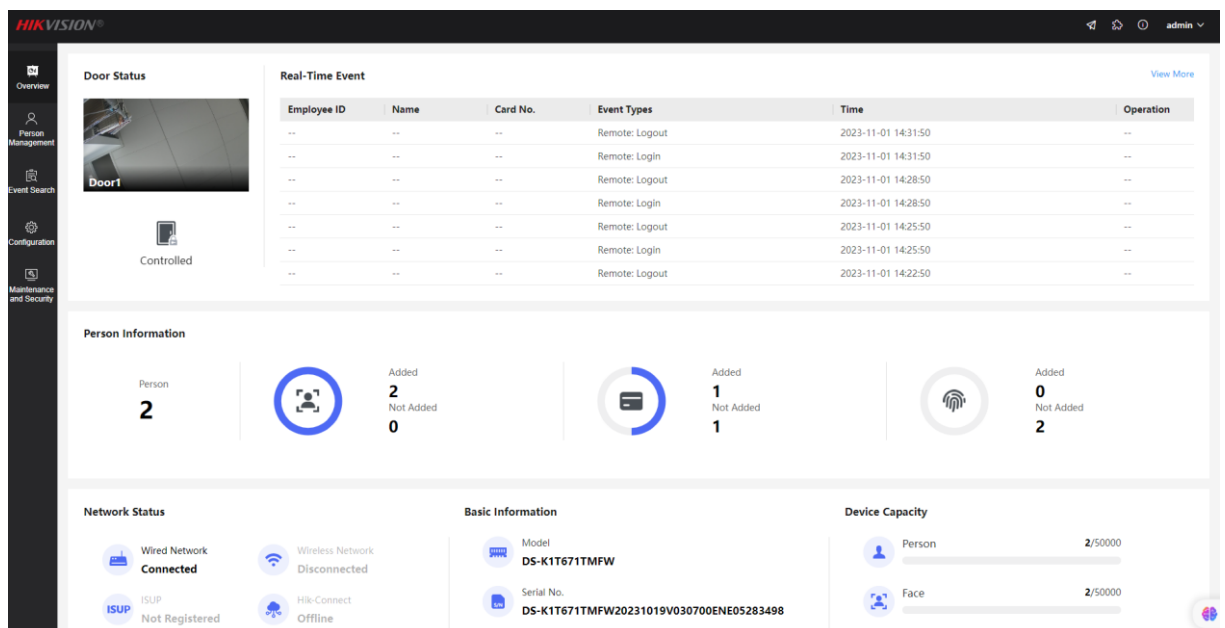 HIKVISION®
admin
Overview
Person
Management
Event Search
Configuration
Maintenance
and Security
Door Status
Door1
Controlled
Real-Time Event
View More
Employee ID Name Card No. Event Types Time Operation
-- -- -- Remote: Logout 2023-11-01 14:31:50 --
-- -- -- Remote: Login 2023-11-01 14:31:50 --
-- -- -- Remote: Logout 2023-11-01 14:28:50 --
-- -- -- Remote: Login 2023-11-01 14:28:50 --
-- -- -- Remote: Logout 2023-11-01 14:25:50 --
-- -- -- Remote: Login 2023-11-01 14:25:50 --
-- -- -- Remote: Logout 2023-11-01 14:22:50 --
Person Information
Person
2
Added
2
Not Added
0
Added
1
Not Added
1
Added
0
Not Added
2
Network Status
Wired Network
Connected
Wireless Network
Disconnected
ISUP
ISUP
Not Registered
Hik-Connect
Offline
Basic Information
Model
DS-K1T671TMFW
S/N
Serial No.
DS-K1T671TMFW20231019V030700ENE05283498
Device Capacity
Person 2/50000
Face 2/50000